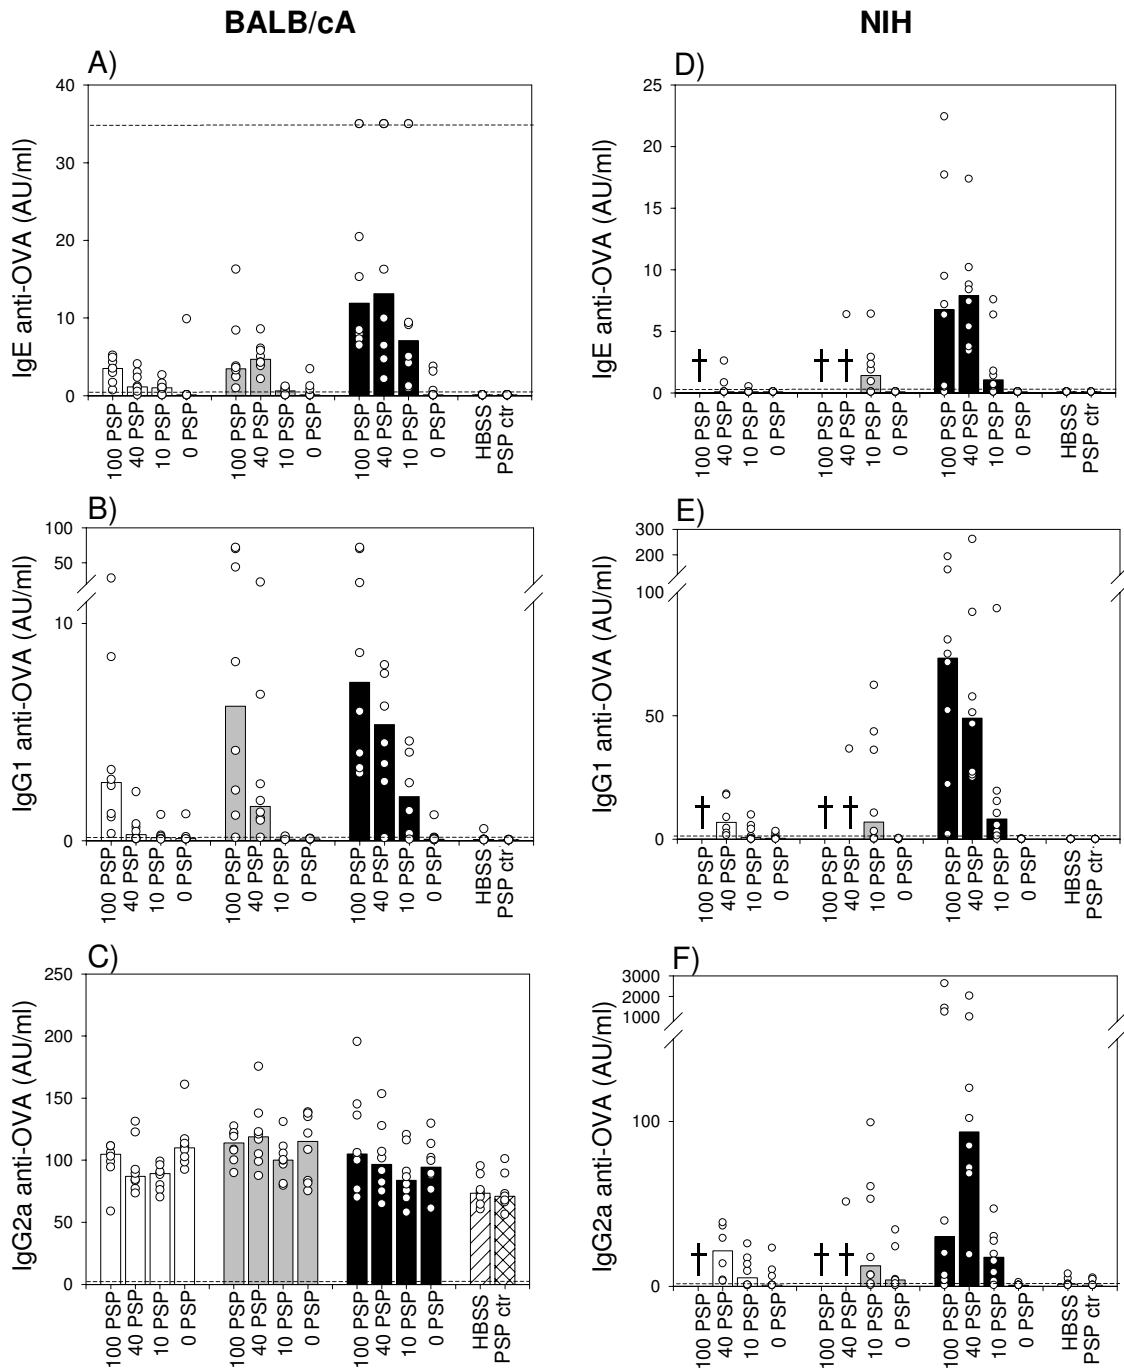 BALB/cA
NIH
A)
IgE anti-OVA (AU/ml)
40
30
20
10
0
100 PSP
40 PSP
10 PSP
0 PSP
100 PSP
40 PSP
10 PSP
0 PSP
100 PSP
40 PSP
10 PSP
0 PSP
HBSS
PSP ctr
D)
IgE anti-OVA (AU/ml)
25
20
15
10
5
0
100 PSP
40 PSP
10 PSP
0 PSP
100 PSP
40 PSP
10 PSP
0 PSP
100 PSP
40 PSP
10 PSP
0 PSP
HBSS
PSP ctr
B)
IgG1 anti-OVA (AU/ml)
100
50
10
0
100 PSP
40 PSP
10 PSP
0 PSP
100 PSP
40 PSP
10 PSP
0 PSP
100 PSP
40 PSP
10 PSP
0 PSP
HBSS
PSP ctr
E)
IgG1 anti-OVA (AU/ml)
300
200
100
50
0
100 PSP
40 PSP
10 PSP
0 PSP
100 PSP
40 PSP
10 PSP
0 PSP
100 PSP
40 PSP
10 PSP
0 PSP
HBSS
PSP ctr
C)
IgG2a anti-OVA (AU/ml)
250
200
150
100
50
0
100 PSP
40 PSP
10 PSP
0 PSP
100 PSP
40 PSP
10 PSP
0 PSP
100 PSP
40 PSP
10 PSP
0 PSP
HBSS
PSP ctr
F)
IgG2a anti-OVA (AU/ml)
3000
2000
1000
100
0
100 PSP
40 PSP
10 PSP
0 PSP
100 PSP
40 PSP
10 PSP
0 PSP
100 PSP
40 PSP
10 PSP
0 PSP
HBSS
PSP ctr